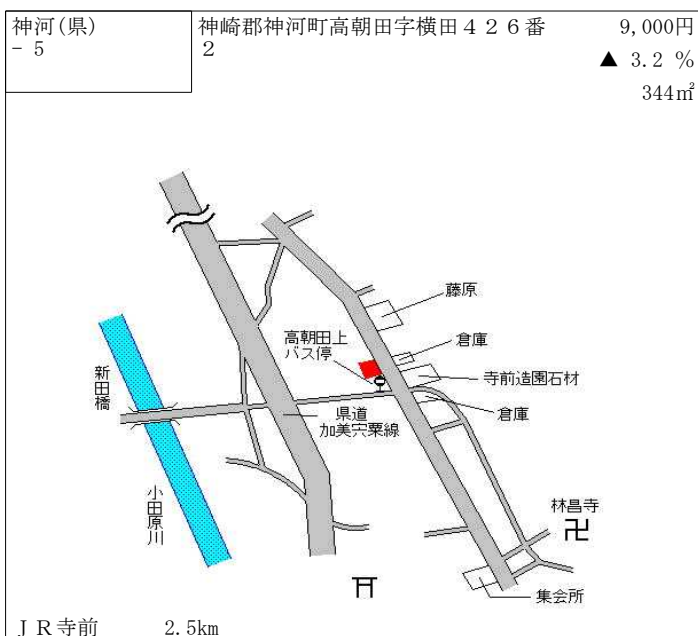 神河(県)
- 5
神崎郡神河町高朝田字横田４２６番
２
9,000円
▲ 3.2 %
344㎡
藤原
高朝田上
バス停
倉庫
寺前造園石材
新田橋
倉庫
県道
加美宍粟線
小田原川
林昌寺
集会所
ＪＲ寺前 2.5km